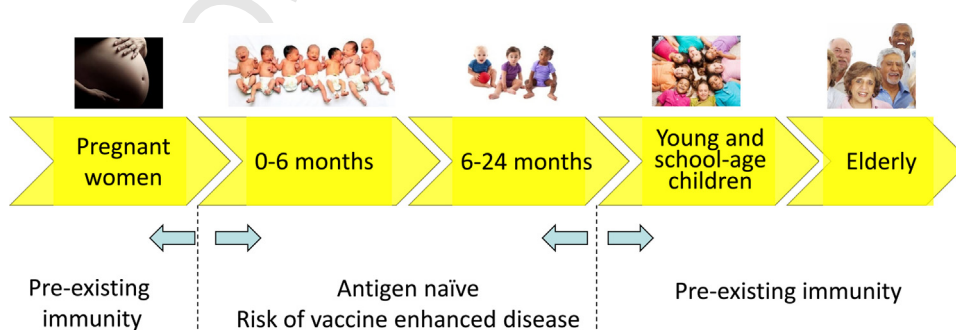 Pregnant
women
0-6 months
6-24 months
Young and
school-age
children
Elderly
Pre-existing
immunity
Antigen naïve
Risk of vaccine enhanced disease
Pre-existing immunity